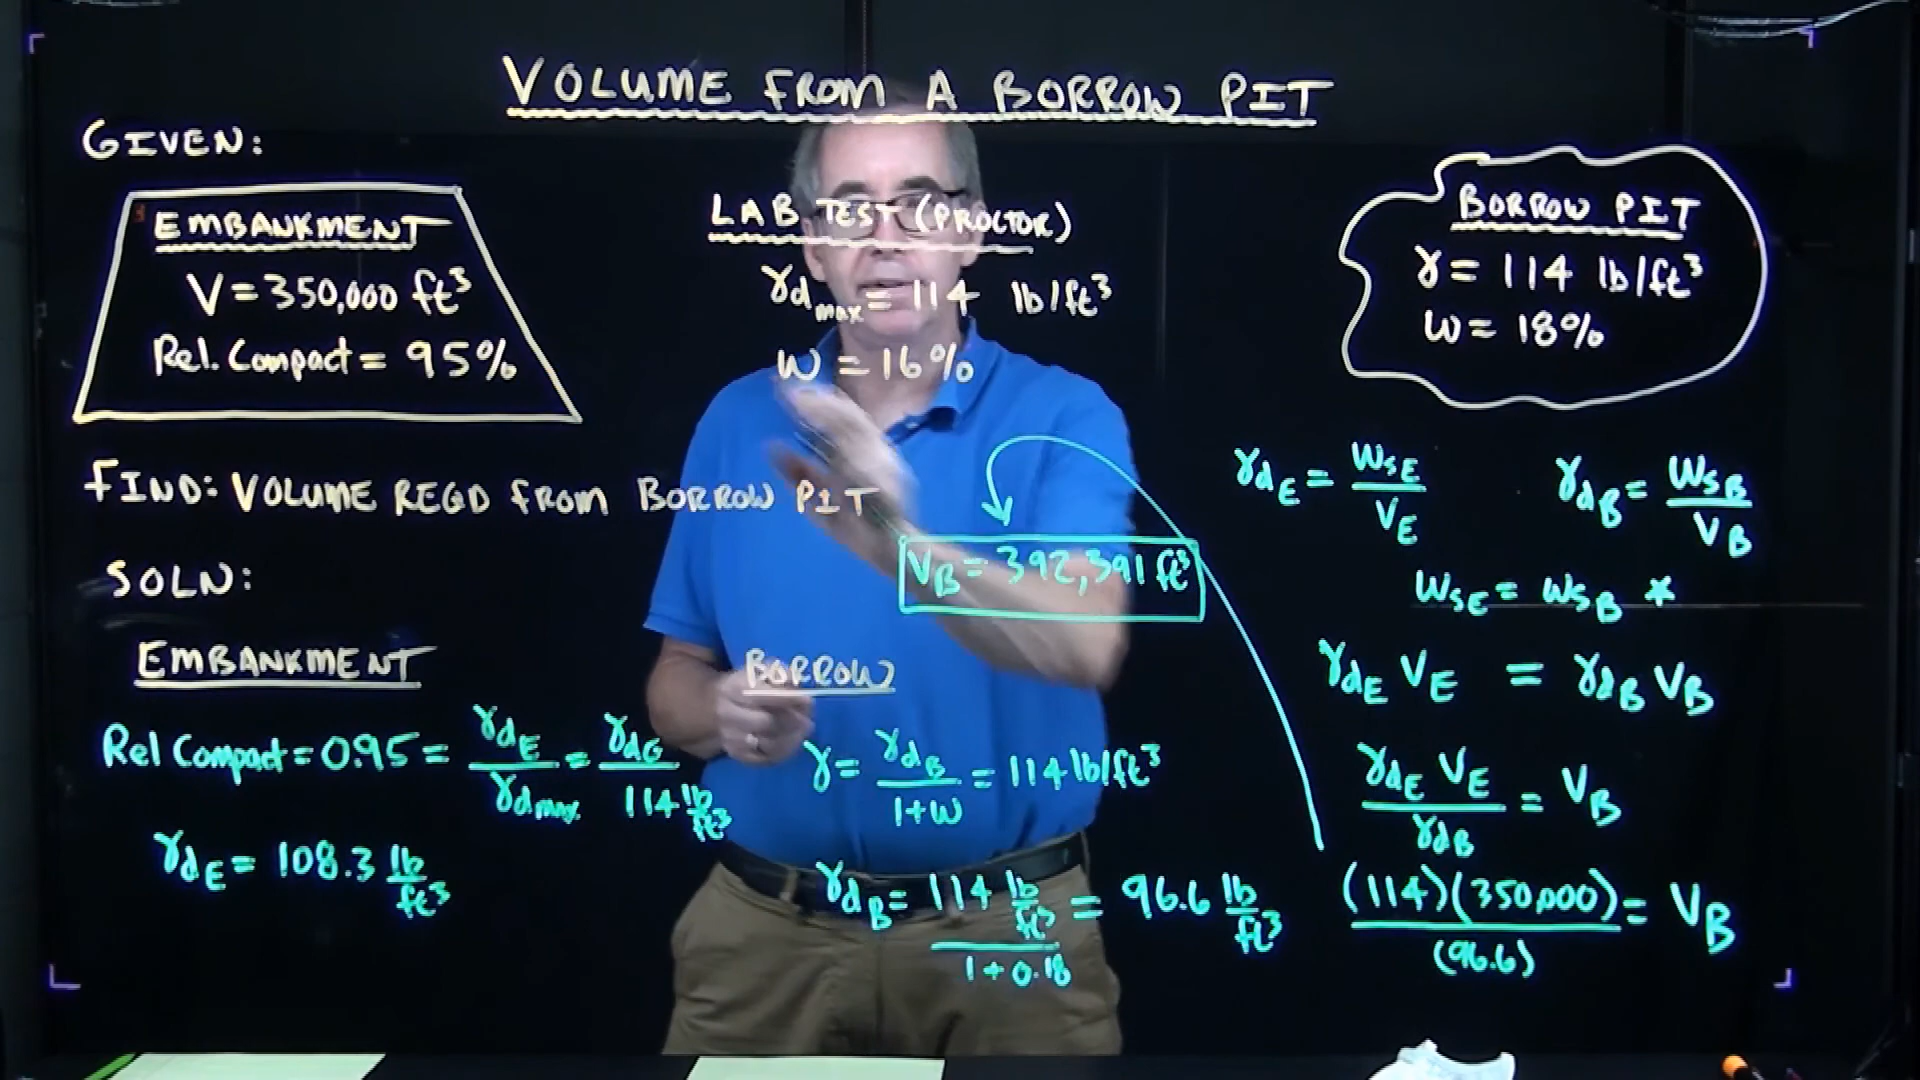 VOLUME FROM A BORROW PIT
GIVEN:
EMBANKMENT
V = 350,000 ft³
Rel. Compact = 95%
LAB TEST (PROCTOR)
γd max = 114 lb/ft³
w = 16%
BORROW PIT
γ = 114 lb/ft³
w = 18%
FIND: VOLUME REQD FROM BORROW PIT
SOLN:
EMBANKMENT
Rel Compact = 0.95 = γdE / γd max = γdE / 114 lb/ft³
γdE = 108.3 lb/ft³
BORROW
γ = γdB / 1+w = 114 lb/ft³
γdB = 114 lb/ft³ / 1 + 0.18 = 96.6 lb/ft³
VB = 392,391 ft³
γdE = WSE / VE
γdB = WSB / VB
WSE = WSB *
γdE VE = γdB VB
γdE VE / γdB = VB
(114)(350,000) / (96.6) = VB